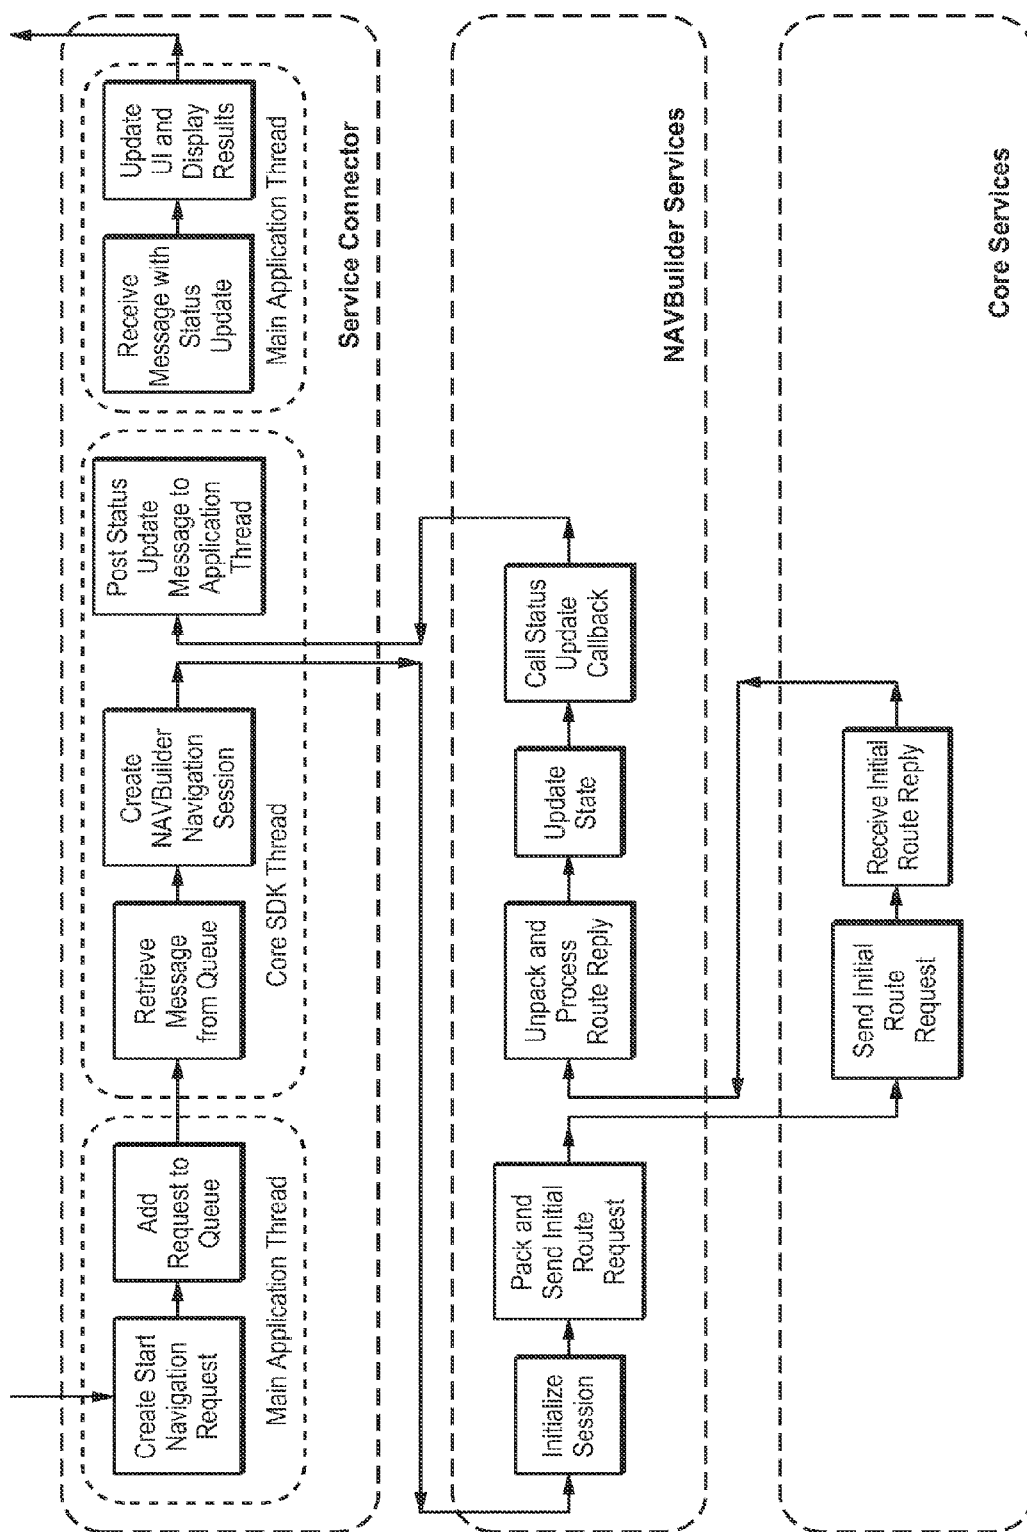 Create Start
Navigation
Request
Add
Request to
Queue
Main Application Thread
Retrieve
Message
from Queue
Create
NAVBuilder
Navigation
Session
Post Status
Update
Message to
Application
Thread
Core SDK Thread
Receive
Message with
Status
Update
Update
UI and
Display
Results
Main Application Thread
Service Connector
Initialize
Session
Pack and
Send Initial
Route
Request
Unpack and
Process
Route Reply
Update
State
Call Status
Update
Callback
NAVBuilder Services
Send Initial
Route
Request
Receive Initial
Route Reply
Core Services